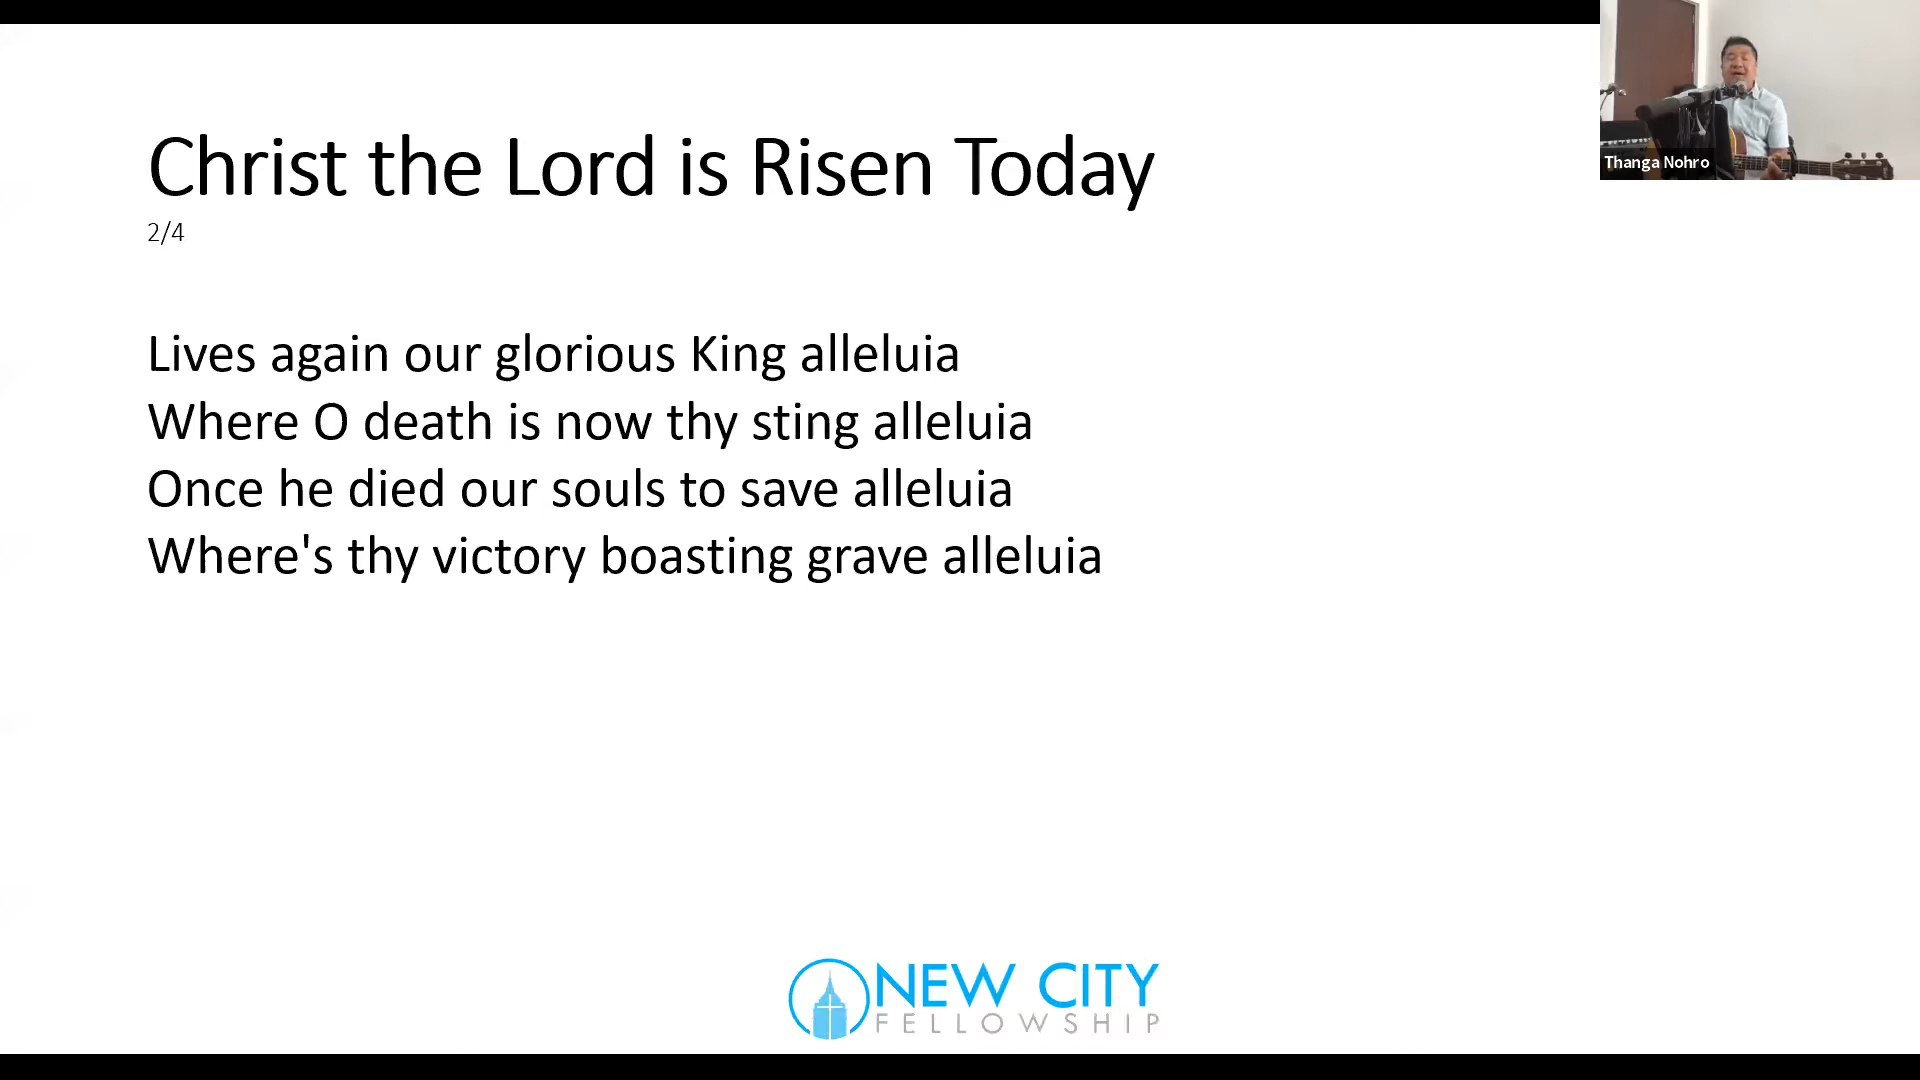 Christ the Lord is Risen Today
2/4
Lives again our glorious King alleluia
Where O death is now thy sting alleluia
Once he died our souls to save alleluia
Where's thy victory boasting grave alleluia
Thanga Nohro
NEW CITY
FELLOWSHIP